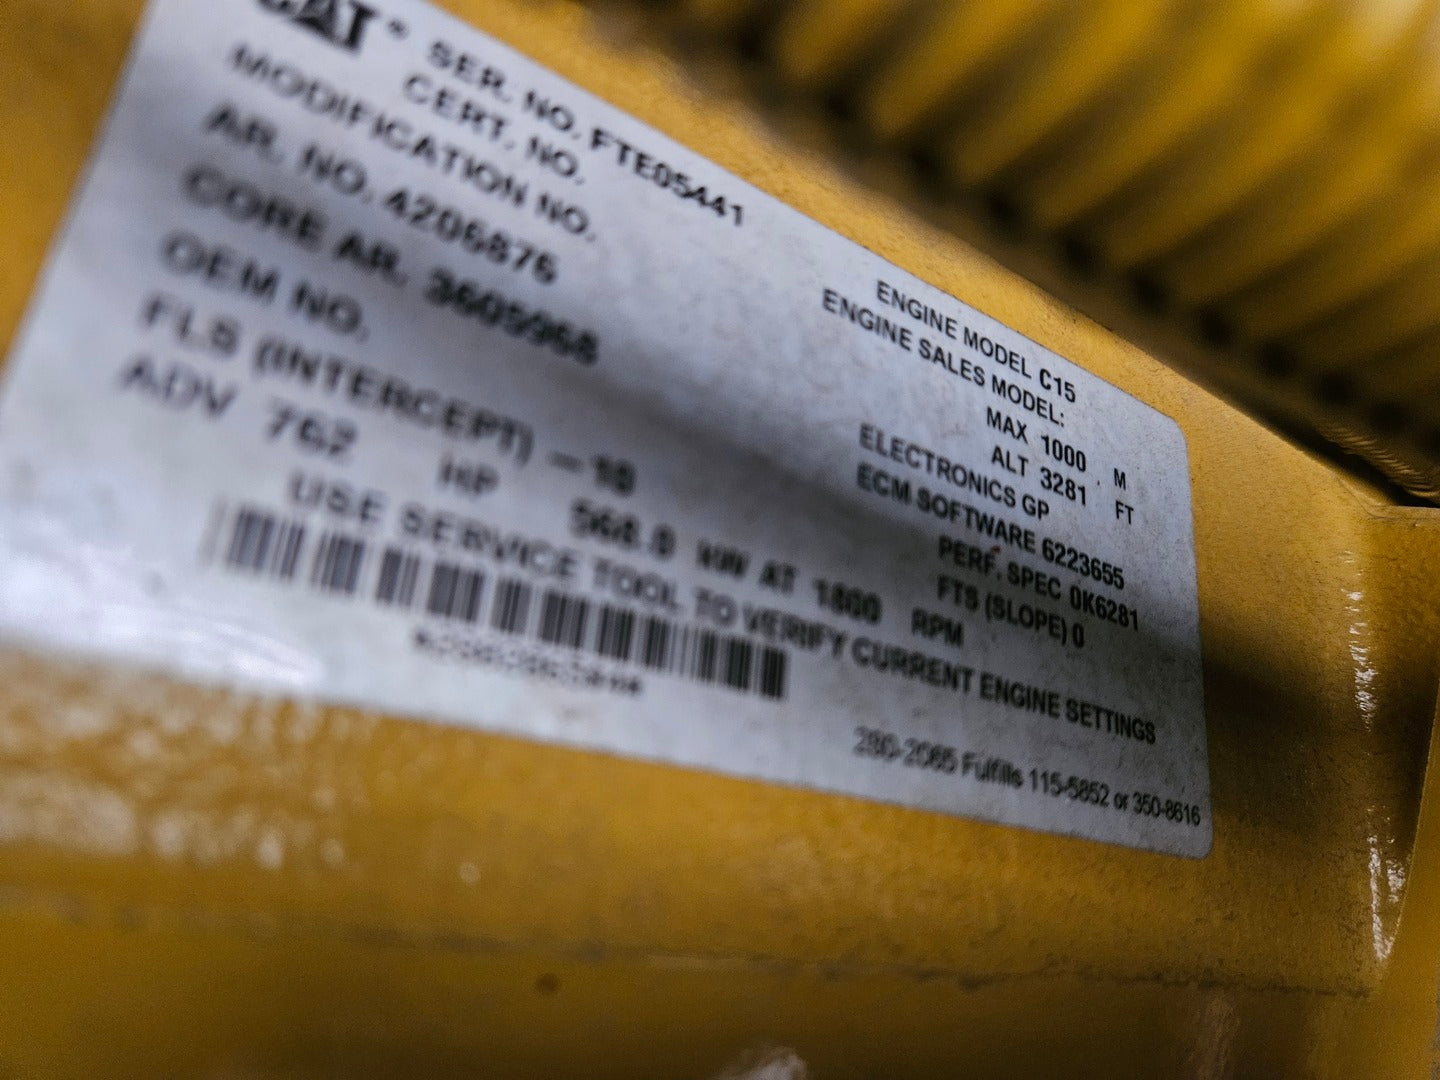 CAT®
SER. NO. FTE05441
CERT. NO.
MODIFICATION NO.
AR. NO. 4206876
CORE AR. 3605968
OEM NO.
FLS (INTERCEPT) –10
ADV 762 HP 568.8 kW AT 1800 RPM
USE SERVICE TOOL TO VERIFY CURRENT ENGINE SETTINGS
ENGINE MODEL C15
ENGINE SALES MODEL:
MAX 1000 M
ALT 3281 FT
ELECTRONICS GP
ECM SOFTWARE 6223655
PERF. SPEC 0K6281
FTS (SLOPE) 0
280-2065 Fulfills 115-5852 or 350-8616